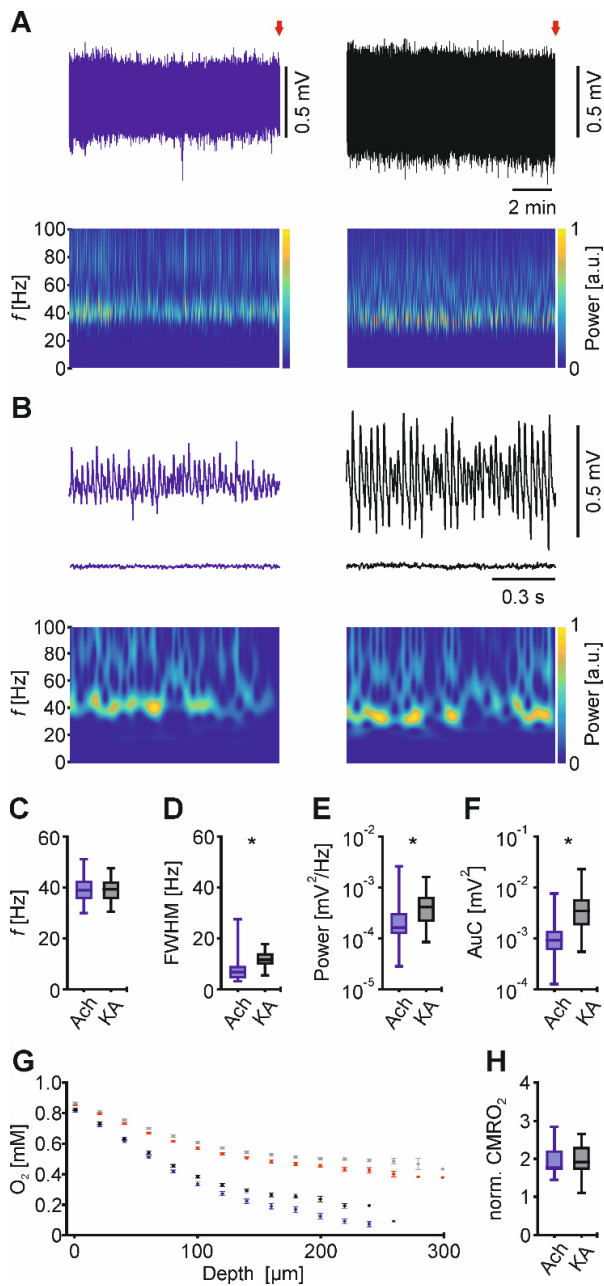 A
0.5 mV
0.5 mV
2 min
f [Hz]
100
80
60
40
20
0
1
Power [a.u.]
0
B
0.5 mV
0.3 s
f [Hz]
100
80
60
40
20
0
1
Power [a.u.]
0
C
f [Hz]
60
40
20
0
Ach
KA
D
*
FWHM [Hz]
60
40
20
0
Ach
KA
E
*
Power [mV²/Hz]
10⁻²
10⁻³
10⁻⁴
10⁻⁵
Ach
KA
F
*
AuC [mV²]
10⁻¹
10⁻²
10⁻³
10⁻⁴
Ach
KA
G
O₂ [mM]
1.0
0.8
0.6
0.4
0.2
0
0
100
200
300
Depth [µm]
H
norm. CMRO₂
4
3
2
1
0
Ach
KA